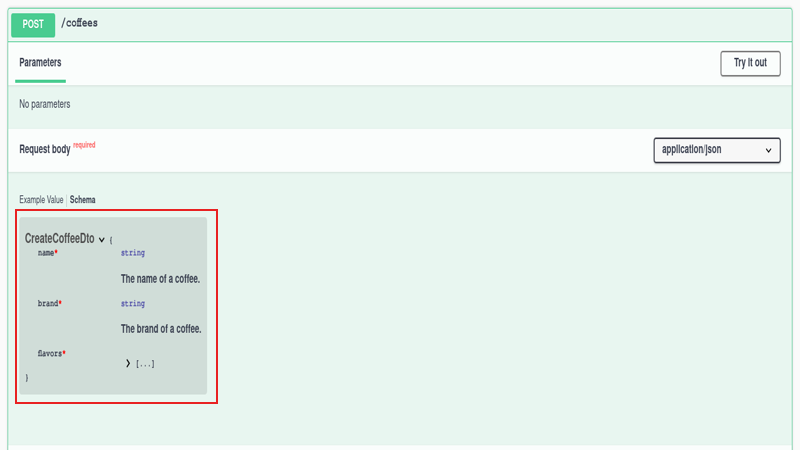 POST /coffees
Parameters
Try it out
No parameters
Request body required
application/json
Example Value | Schema
CreateCoffeeDto {
name* string
The name of a coffee.
brand* string
The brand of a coffee.
flavors*
[...]
}